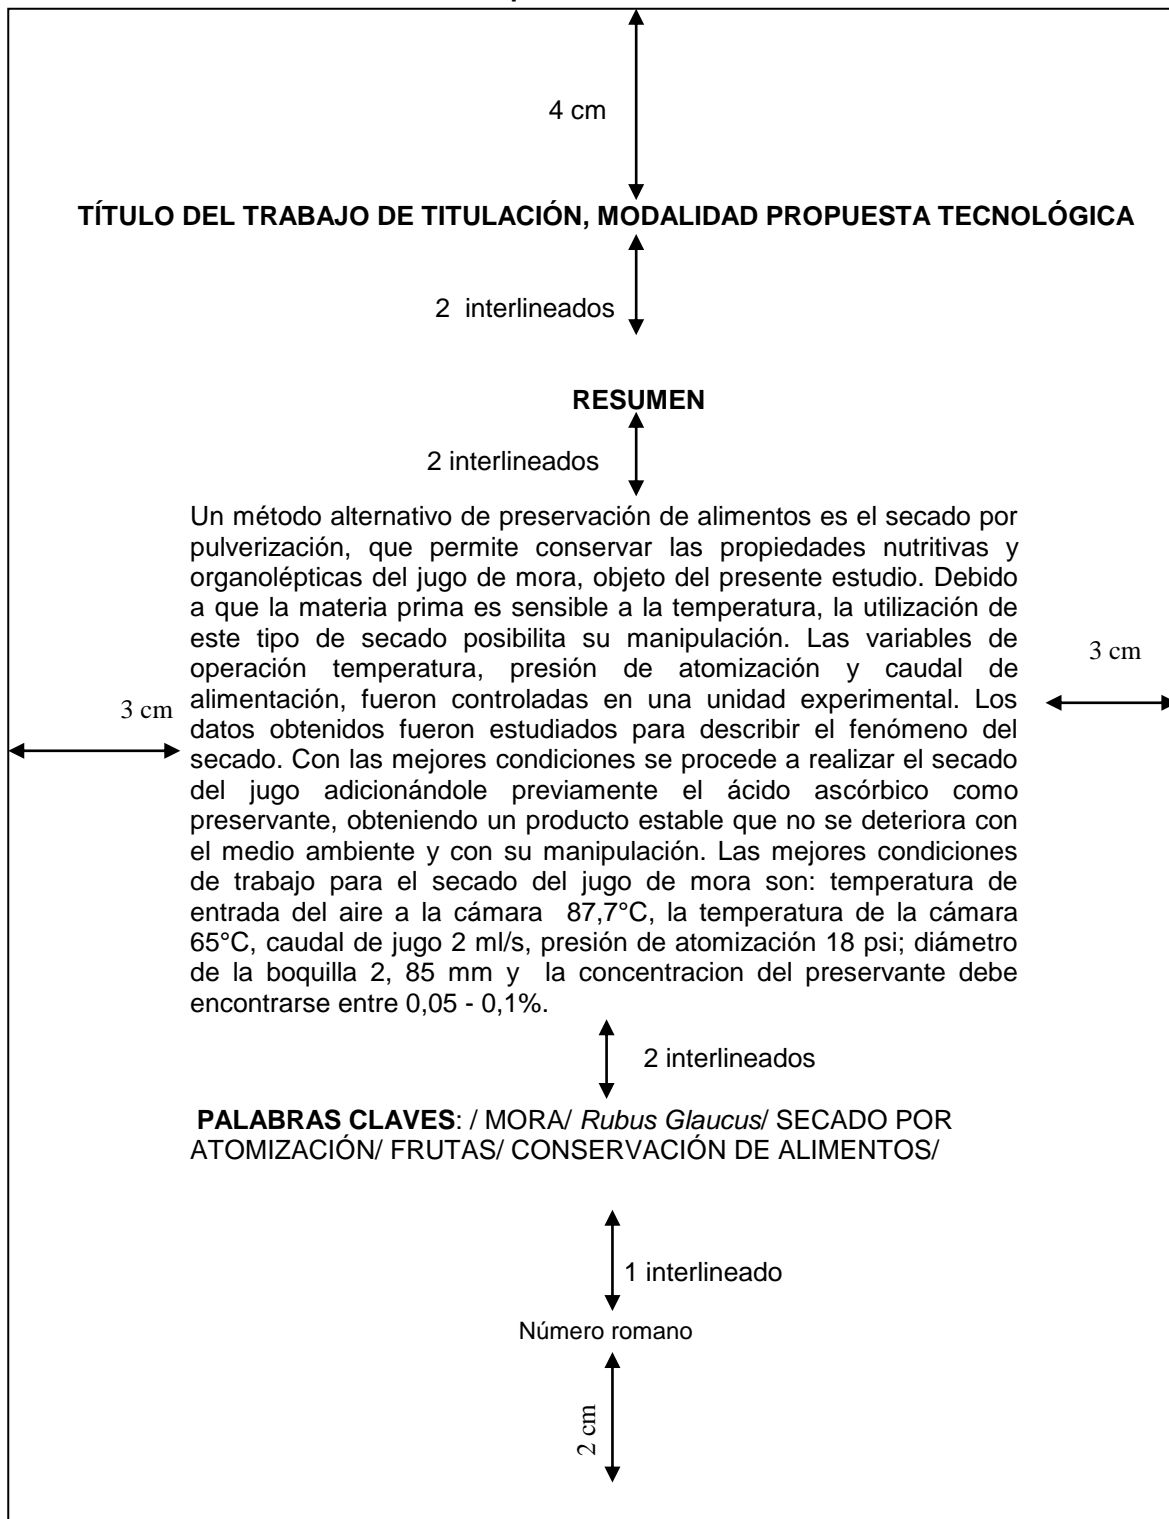 4 cm
TÍTULO DEL TRABAJO DE TITULACIÓN, MODALIDAD PROPUESTA TECNOLÓGICA
2 interlineados
RESUMEN
2 interlineados
Un método alternativo de preservación de alimentos es el secado por
pulverización, que permite conservar las propiedades nutritivas y
organolépticas del jugo de mora, objeto del presente estudio. Debido
a que la materia prima es sensible a la temperatura, la utilización de
este tipo de secado posibilita su manipulación. Las variables de
operación temperatura, presión de atomización y caudal de
alimentación, fueron controladas en una unidad experimental. Los
datos obtenidos fueron estudiados para describir el fenómeno del
secado. Con las mejores condiciones se procede a realizar el secado
del jugo adicionándole previamente el ácido ascórbico como
preservante, obteniendo un producto estable que no se deteriora con
el medio ambiente y con su manipulación. Las mejores condiciones
de trabajo para el secado del jugo de mora son: temperatura de
entrada del aire a la cámara 87,7°C, la temperatura de la cámara
65°C, caudal de jugo 2 ml/s, presión de atomización 18 psi; diámetro
de la boquilla 2, 85 mm y la concentracion del preservante debe
encontrarse entre 0,05 - 0,1%.
3 cm
3 cm
2 interlineados
PALABRAS CLAVES: / MORA/ Rubus Glaucus/ SECADO POR
ATOMIZACIÓN/ FRUTAS/ CONSERVACIÓN DE ALIMENTOS/
1 interlineado
Número romano
2 cm